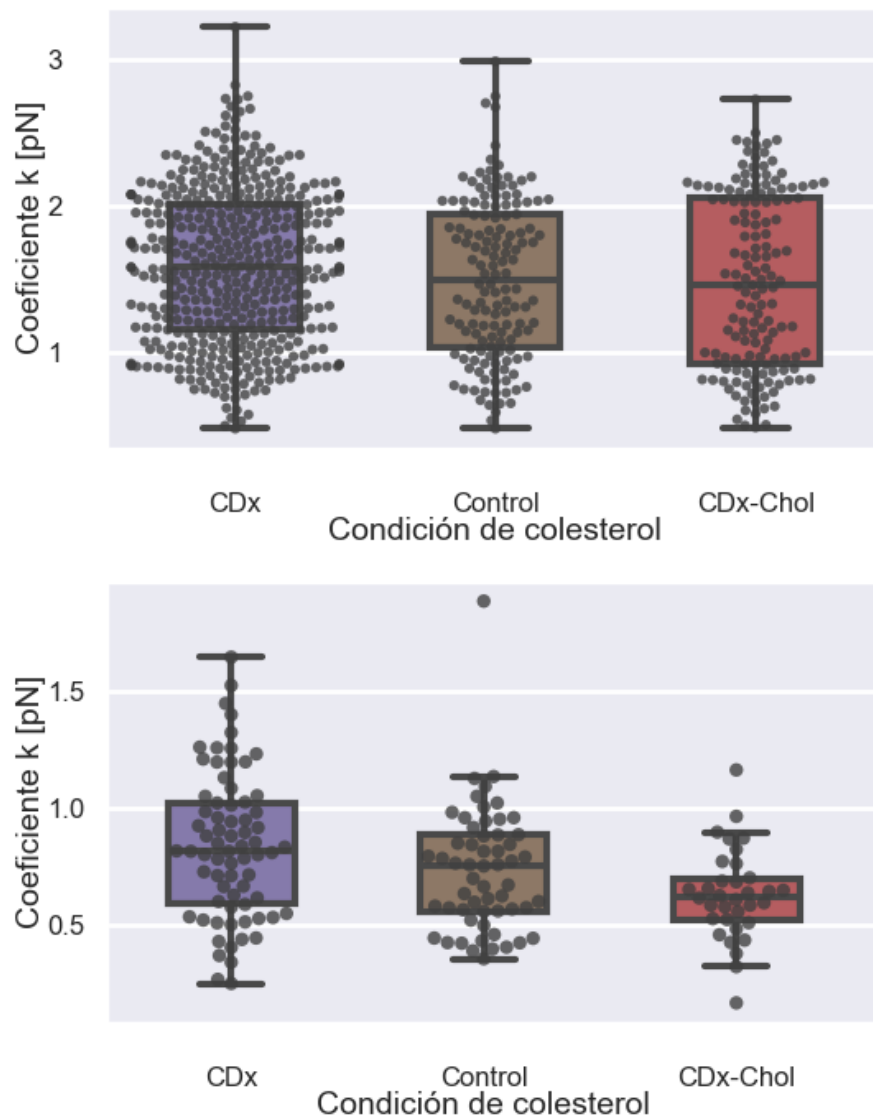 3
2
1
Coeficiente k [pN]
CDx Control CDx-Chol
Condición de colesterol
1.5
1.0
0.5
Coeficiente k [pN]
CDx Control CDx-Chol
Condición de colesterol